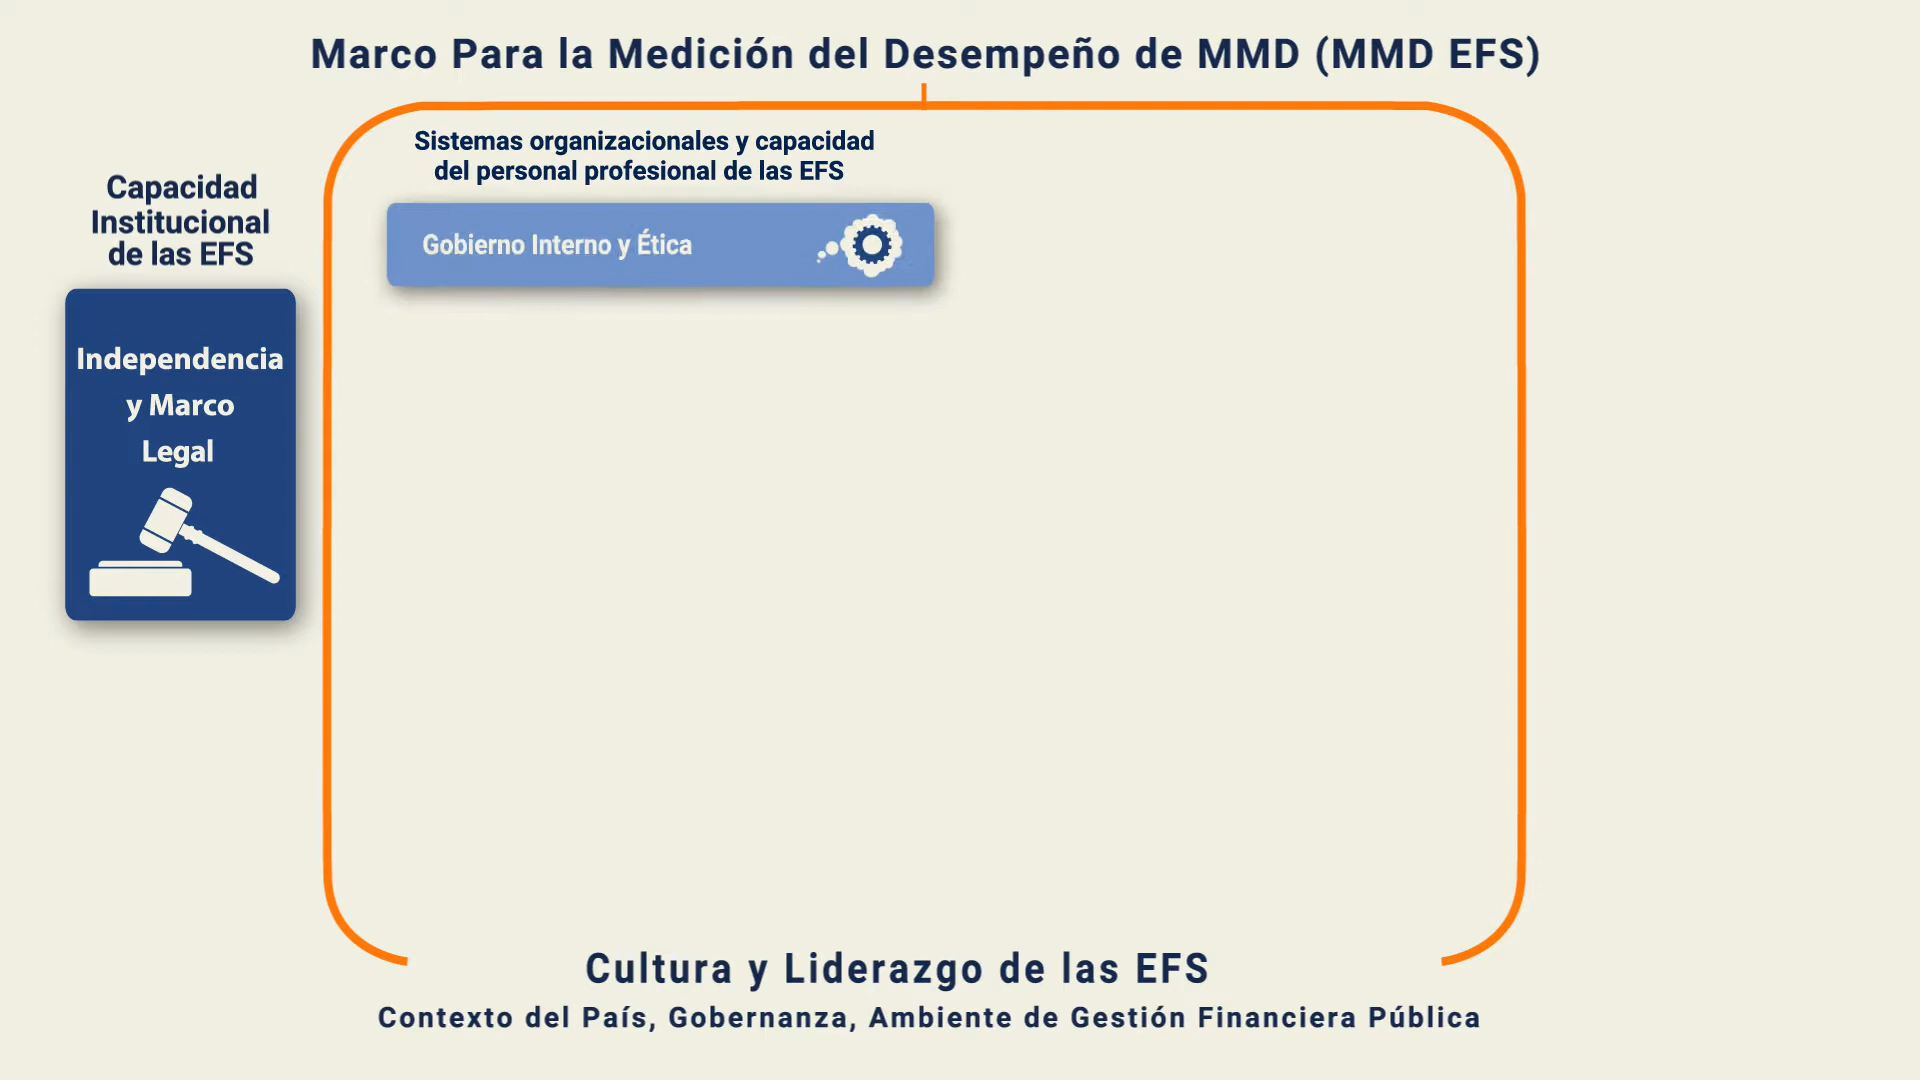 Marco Para la Medición del Desempeño de MMD (MMD EFS)
Capacidad
Institucional
de las EFS
Independencia
y Marco
Legal
Sistemas organizacionales y capacidad
del personal profesional de las EFS
Gobierno Interno y Ética
Cultura y Liderazgo de las EFS
Contexto del País, Gobernanza, Ambiente de Gestión Financiera Pública